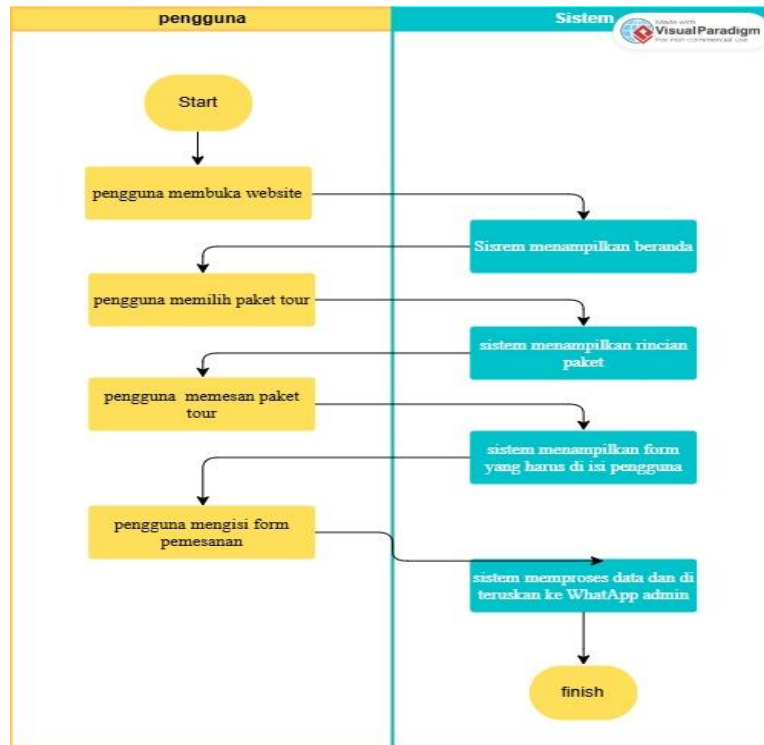 pengguna
Sistem
Made with
VisualParadigm
For non commercial use
Start
pengguna membuka website
Sisrem menampilkan beranda
pengguna memilih paket tour
sistem menampilkan rincian
paket
pengguna memesan paket
tour
sistem menampilkan form
yang harus di isi pengguna
pengguna mengisi form
pemesanan
sistem memproses data dan di
teruskan ke WhatApp admin
finish